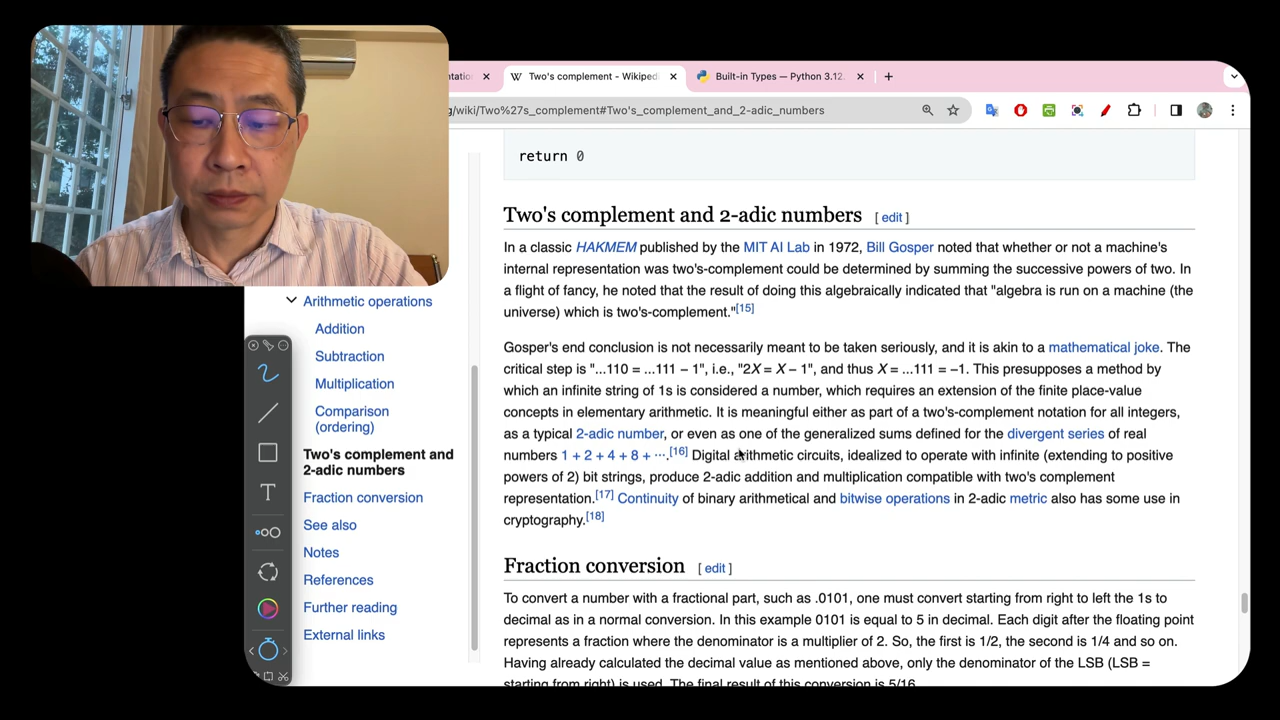 ntatio
W Two's complement - Wikipedi
Built-in Types — Python 3.12.
g/wiki/Two%27s_complement#Two's_complement_and_2-adic_numbers
return 0
Two's complement and 2-adic numbers [ edit ]
In a classic HAKMEM published by the MIT AI Lab in 1972, Bill Gosper noted that whether or not a machine's
internal representation was two's-complement could be determined by summing the successive powers of two. In
a flight of fancy, he noted that the result of doing this algebraically indicated that "algebra is run on a machine (the
universe) which is two's-complement."[15]
Gosper's end conclusion is not necessarily meant to be taken seriously, and it is akin to a mathematical joke. The
critical step is "...110 = ...111 − 1", i.e., "2X = X − 1", and thus X = ...111 = −1. This presupposes a method by
which an infinite string of 1s is considered a number, which requires an extension of the finite place-value
concepts in elementary arithmetic. It is meaningful either as part of a two's-complement notation for all integers,
as a typical 2-adic number, or even as one of the generalized sums defined for the divergent series of real
numbers 1 + 2 + 4 + 8 + ···.[16] Digital arithmetic circuits, idealized to operate with infinite (extending to positive
powers of 2) bit strings, produce 2-adic addition and multiplication compatible with two's complement
representation.[17] Continuity of binary arithmetical and bitwise operations in 2-adic metric also has some use in
cryptography.[18]
Fraction conversion [ edit ]
To convert a number with a fractional part, such as .0101, one must convert starting from right to left the 1s to
decimal as in a normal conversion. In this example 0101 is equal to 5 in decimal. Each digit after the floating point
represents a fraction where the denominator is a multiplier of 2. So, the first is 1/2, the second is 1/4 and so on.
Having already calculated the decimal value as mentioned above, only the denominator of the LSB (LSB =
starting from right) is used. The final result of this conversion is 5/16.
Arithmetic operations
Addition
Subtraction
Multiplication
Comparison
(ordering)
Two's complement and
2-adic numbers
Fraction conversion
See also
Notes
References
Further reading
External links
T